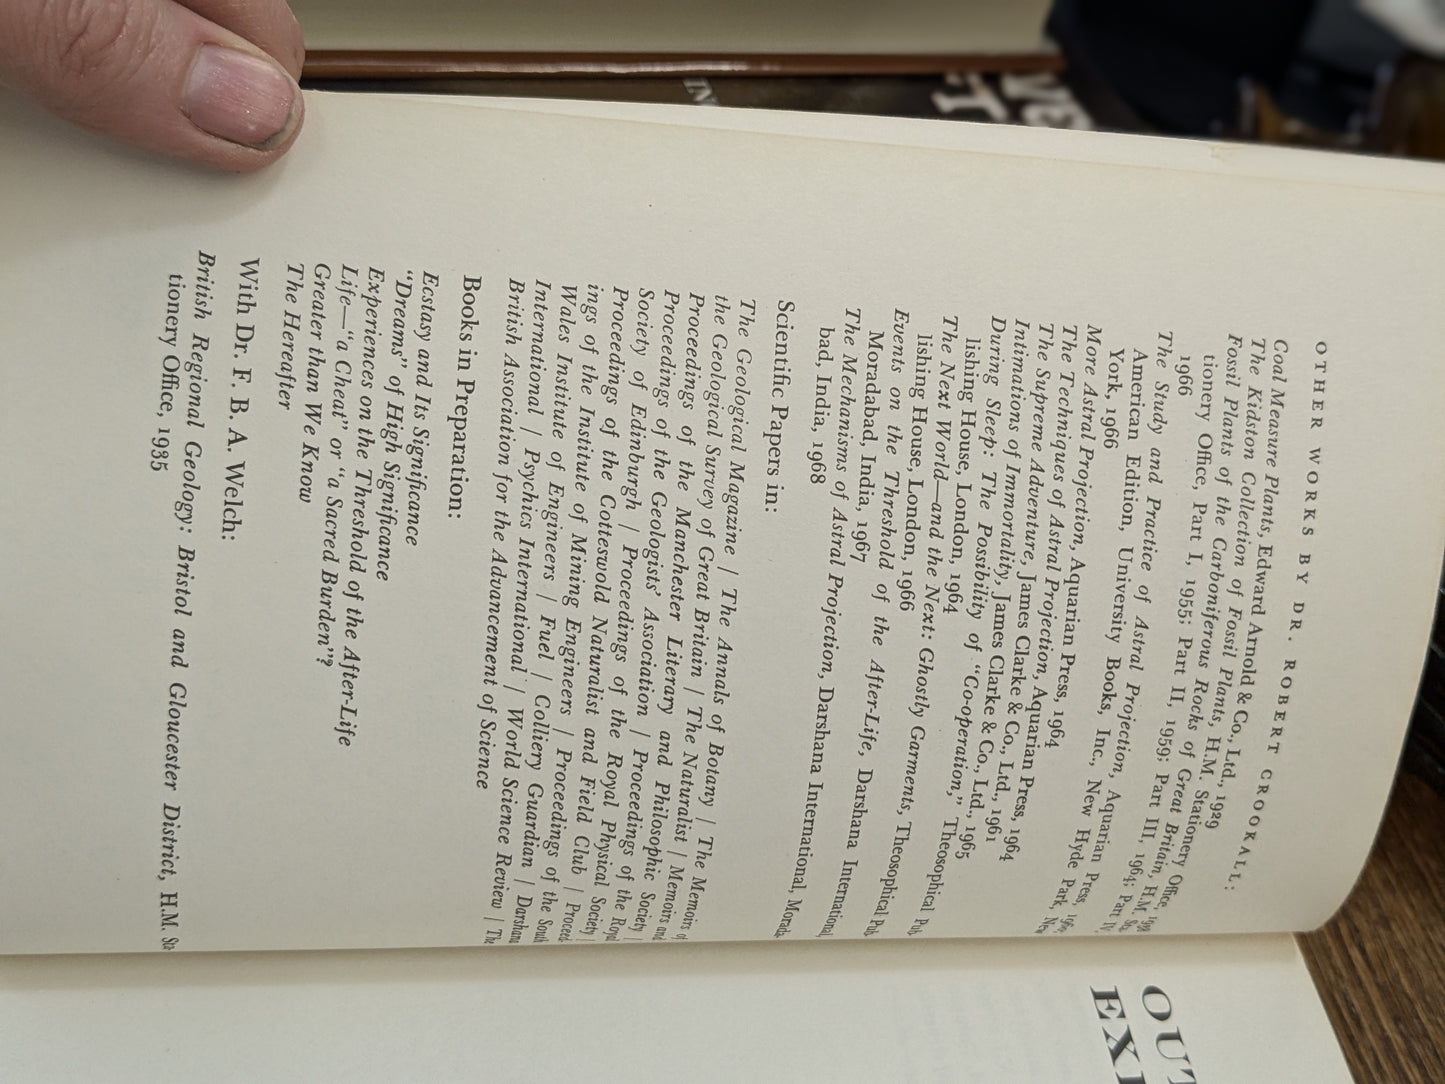 OTHER WORKS BY DR. ROBERT CROOKALL:
Coal Measure Plants, Edward Arnold & Co., Ltd., 1929
The Kidston Collection of Fossil Plants, H.M. Stationery Office,
Fossil Plants of the Carboniferous Rocks of Great Britain, H.M.
tionery Office, Part I, 1955; Part II, 1959; Part III, 1964; Part IV
1966
The Study and Practice of Astral Projection, Aquarian Press,
American Edition, University Books, Inc., New Hyde Park,
York, 1966
More Astral Projection, Aquarian Press, 1964
The Techniques of Astral Projection, Aquarian Press, 1964
The Supreme Adventure, James Clarke & Co., Ltd., 1961
Intimations of Immortality, James Clarke & Co., Ltd., 1965
During Sleep: The Possibility of "Co-operation," Theosophical Pub
lishing House, London, 1964
The Next World—and the Next: Ghostly Garments, Theosophical Pub
lishing House, London, 1966
Events on the Threshold of the After-Life, Darshana International,
Moradabad, India, 1967
The Mechanisms of Astral Projection, Darshana International, Morada
bad, India, 1968
Scientific Papers in:
The Geological Magazine / The Annals of Botany / The Memoirs of
the Geological Survey of Great Britain / The Naturalist / Memoirs and
Proceedings of the Manchester Literary and Philosophic Society /
Proceedings of the Geologists' Association / Proceedings of the Royal
Society of Edinburgh / Proceedings of the Royal Physical Society /
Proceedings of the Cotteswold Naturalist and Field Club / Proceed
ings of the Institute of Mining Engineers / Proceedings of the South
Wales Institute of Engineers / Fuel / Colliery Guardian / Darshana
International / Psychics International / World Science Review / The
British Association for the Advancement of Science
Books in Preparation:
Ecstasy and Its Significance
"Dreams" of High Significance
Experiences on the Threshold of the After-Life
Life—"a Cheat" or "a Sacred Burden"?
Greater than We Know
The Hereafter
With Dr. F. B. A. Welch:
British Regional Geology: Bristol and Gloucester District, H.M. Sta
tionery Office, 1935
OUT